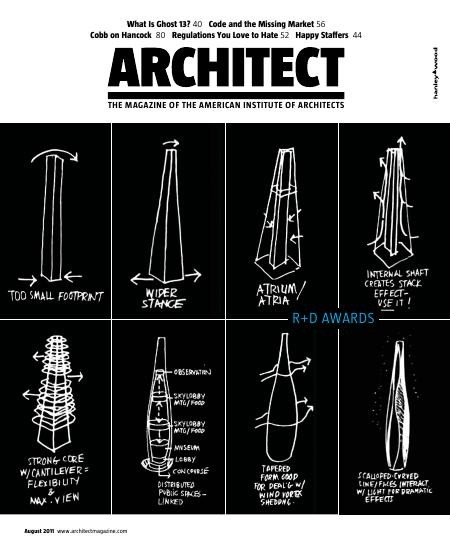 What Is Ghost 13? 40 Code and the Missing Market 56
Cobb on Hancock 80 Regulations You Love to Hate 52 Happy Staffers 44
ARCHITECT
hanley▲wood
THE MAGAZINE OF THE AMERICAN INSTITUTE OF ARCHITECTS
TOO SMALL FOOTPRINT
WIDER
STANCE
ATRIUM/
ATRIA
INTERNAL SHAFT
CREATES STACK
EFFECT-
USE IT!
R+D AWARDS
STRONG CORE
W/CANTILEVER =
FLEXIBILITY
&
MAX. VIEW
OBSERVATION
SKYLOBBY
MTG/FOOD
SKYLOBBY
MTG/FOOD
MUSEUM
LOBBY
CONCOURSE
DISTRIBUTED
PUBLIC SPACES-
LINKED
TAPERED
FORM GOOD
FOR DEAL'G W/
WIND VORTEX
SHEDDING.
SCALLOPED-CURVED
LINE/FACES INTERACT
W/ LIGHT FOR DRAMATIC
EFFECTS
August 2011 www.architectmagazine.com